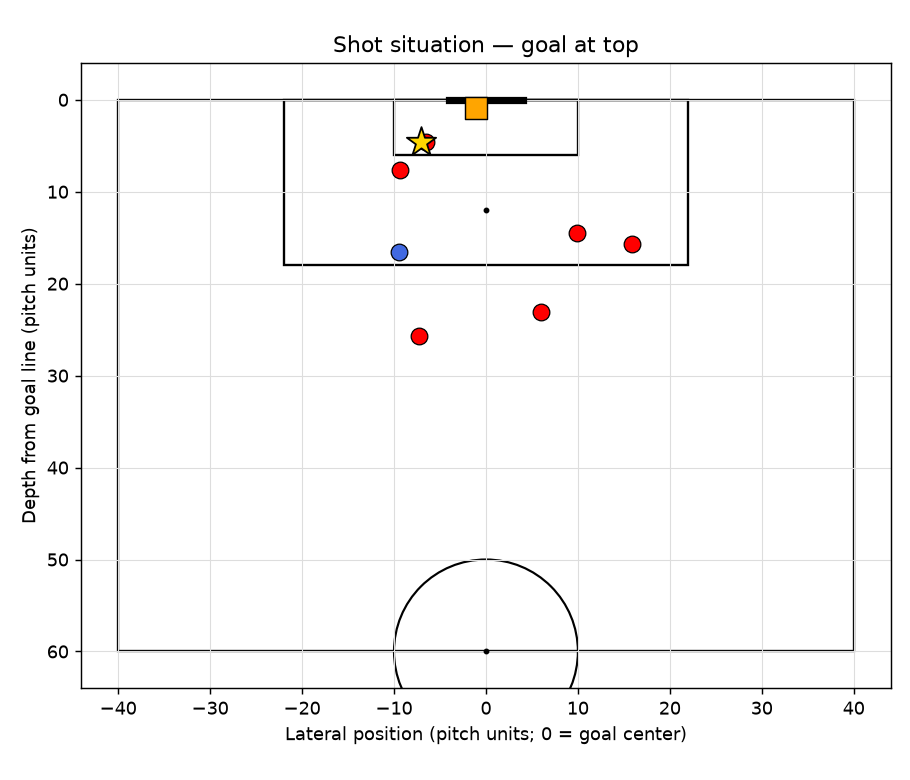 Shot situation — goal at top
0
10
20
30
40
50
60
Depth from goal line (pitch units)
−40 −30 −20 −10 0 10 20 30 40
Lateral position (pitch units; 0 = goal center)